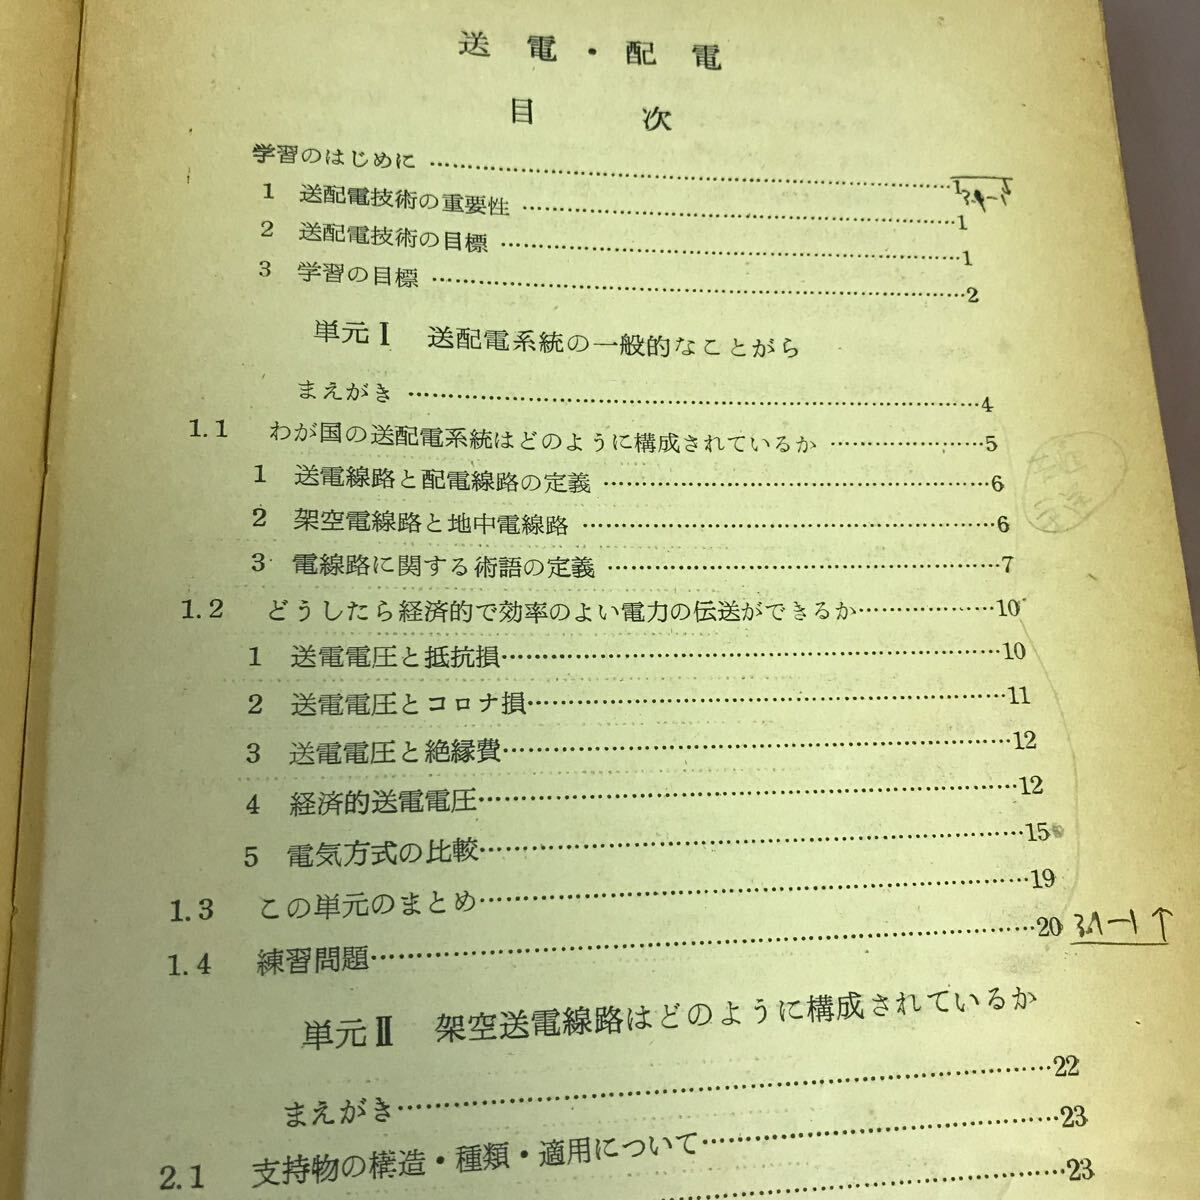 送電・配電
目次
学習のはじめに……1
1 送配電技術の重要性……1
2 送配電技術の目標……1
3 学習の目標……2
単元Ⅰ 送配電系統の一般的なことがら
まえがき……4
1.1 わが国の送配電系統はどのように構成されているか……5
1 送電線路と配電線路の定義……6
2 架空電線路と地中電線路……6
3 電線路に関する術語の定義……7
1.2 どうしたら経済的で効率のよい電力の伝送ができるか……10
1 送電電圧と抵抗損……10
2 送電電圧とコロナ損……11
3 送電電圧と絶縁費……12
4 経済的送電電圧……12
5 電気方式の比較……15
1.3 この単元のまとめ……19
1.4 練習問題……20 3.1-1↑
単元Ⅱ 架空送電線路はどのように構成されているか
まえがき……22
2.1 支持物の構造・種類・適用について……23
……23